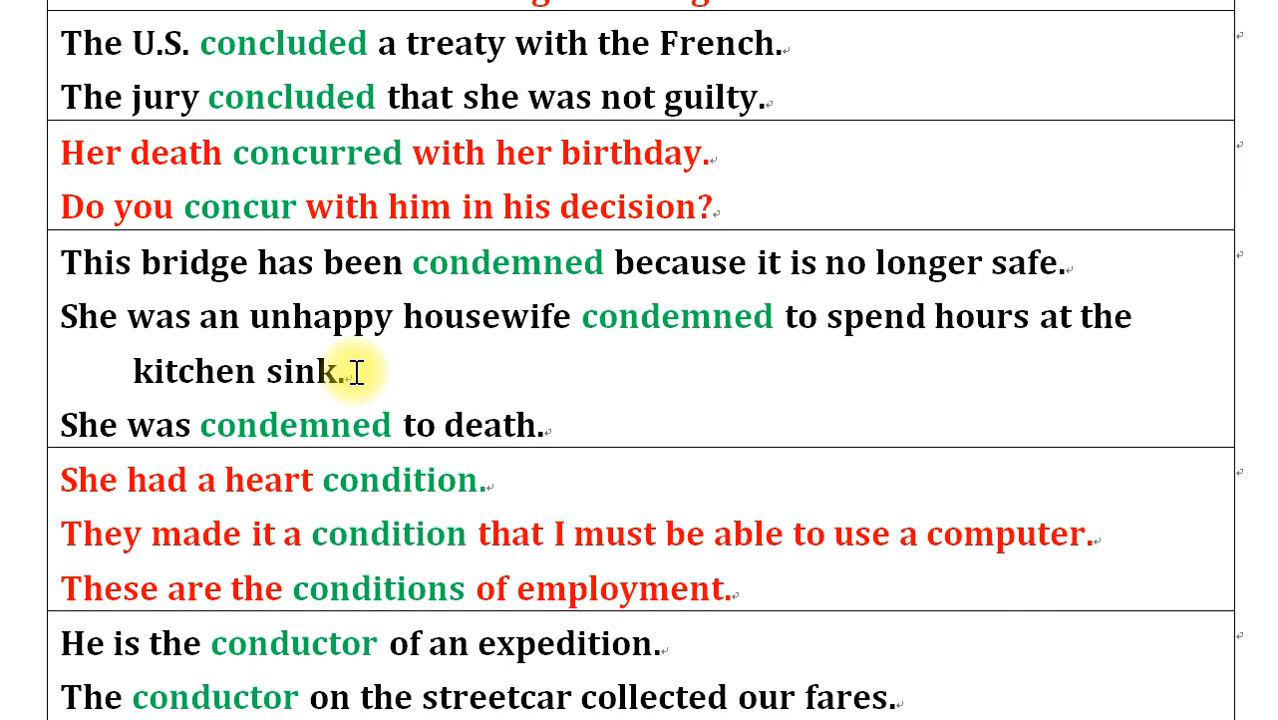 The U.S. concluded a treaty with the French.
The jury concluded that she was not guilty.
Her death concurred with her birthday.
Do you concur with him in his decision?
This bridge has been condemned because it is no longer safe.
She was an unhappy housewife condemned to spend hours at the
kitchen sink.
She was condemned to death.
She had a heart condition.
They made it a condition that I must be able to use a computer.
These are the conditions of employment.
He is the conductor of an expedition.
The conductor on the streetcar collected our fares.